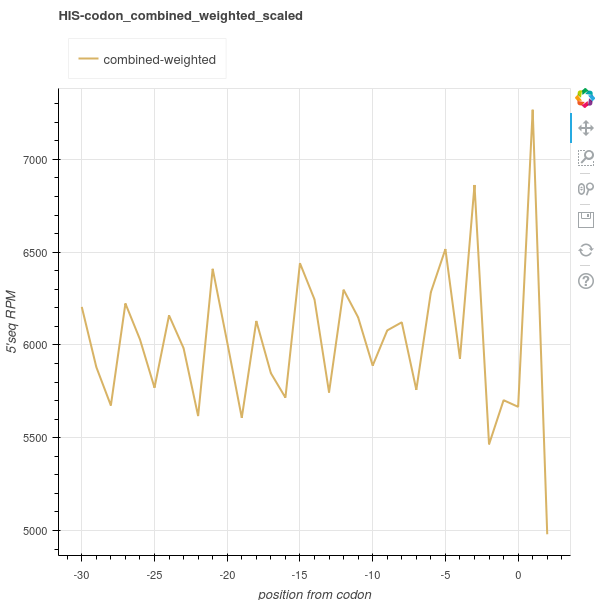 HIS-codon_combined_weighted_scaled
combined-weighted
7000
6500
6000
5500
5000
5'seq RPM
-30 -25 -20 -15 -10 -5 0
position from codon